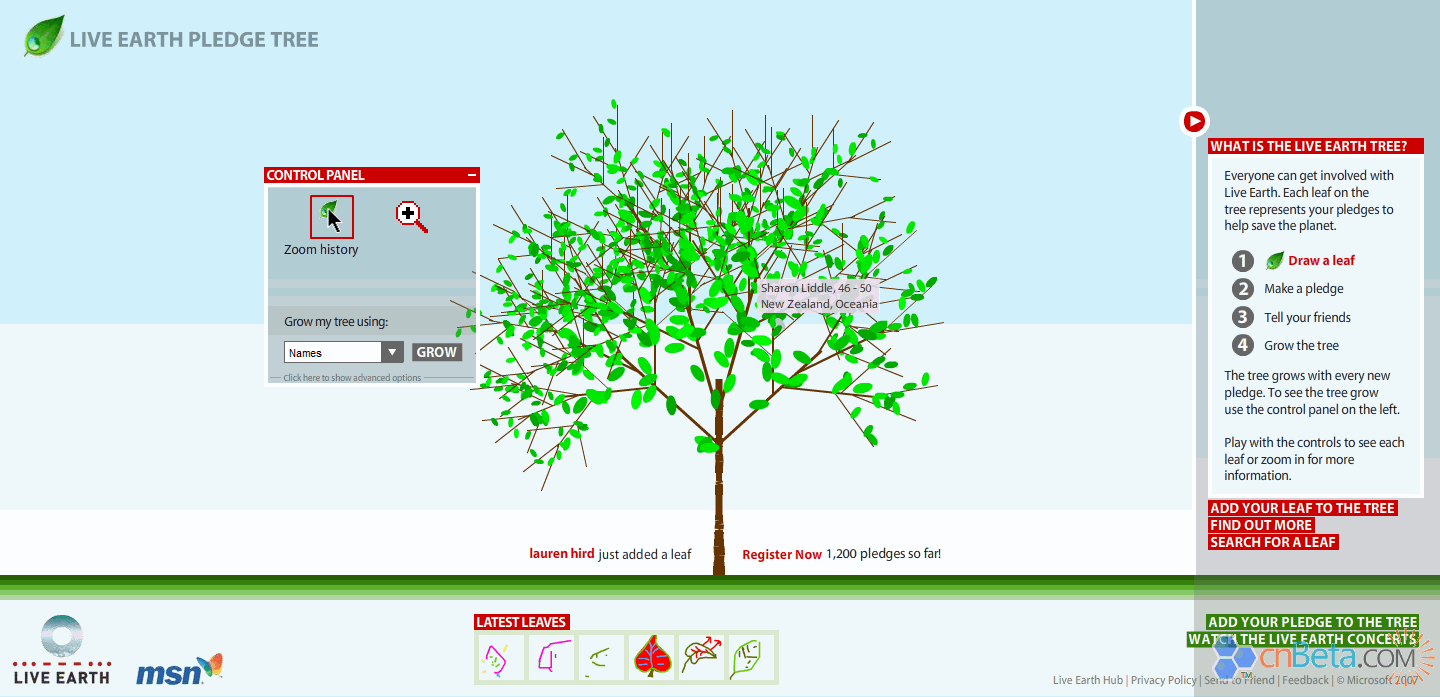 LIVE EARTH PLEDGE TREE
CONTROL PANEL
Zoom history
Grow my tree using:
Names
GROW
Click here to show advanced options
Sharon Liddle, 46 - 50
New Zealand, Oceania
lauren hird just added a leaf
Register Now 1,200 pledges so far!
WHAT IS THE LIVE EARTH TREE?
Everyone can get involved with
Live Earth. Each leaf on the
tree represents your pledges to
help save the planet.
1 Draw a leaf
2 Make a pledge
3 Tell your friends
4 Grow the tree
The tree grows with every new
pledge. To see the tree grow
use the control panel on the left.
Play with the controls to see each
leaf or zoom in for more
information.
ADD YOUR LEAF TO THE TREE
FIND OUT MORE
SEARCH FOR A LEAF
LIVE EARTH
msn
LATEST LEAVES
ADD YOUR PLEDGE TO THE TREE
WATCH THE LIVE EARTH CONCERTS
cnBeta.COM
TM
Live Earth Hub | Privacy Policy | Send to Friend | Feedback | © Microsoft 2007